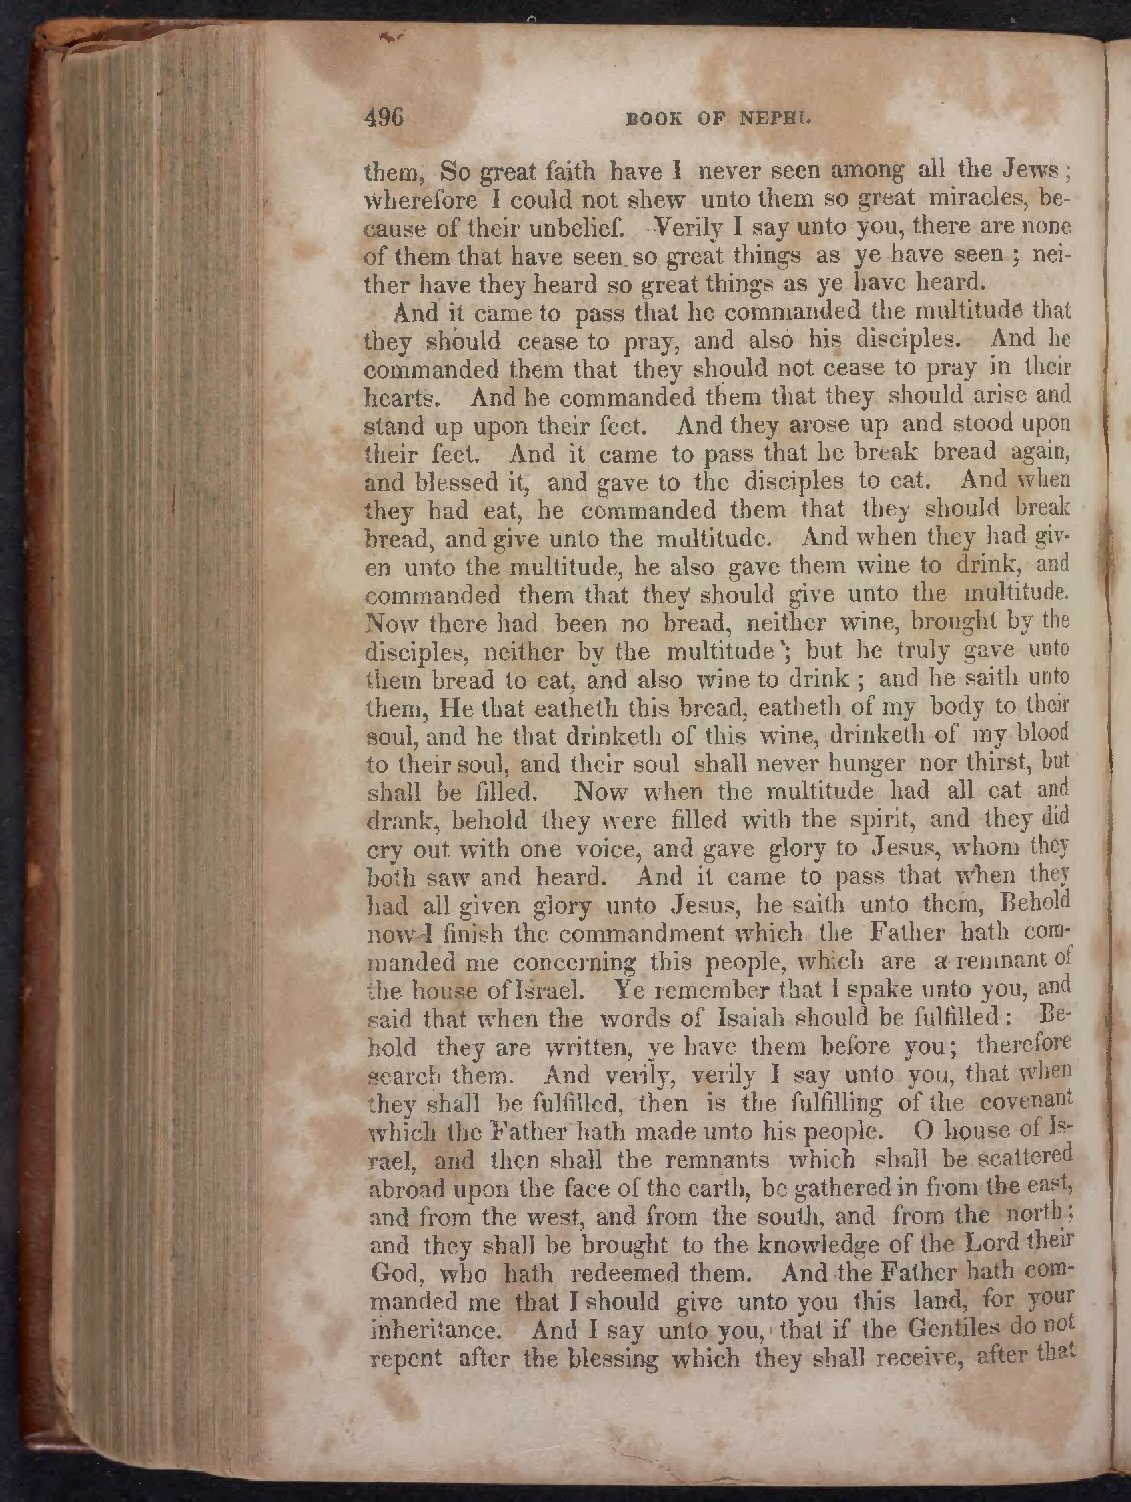 496 BOOK OF NEPHI.
them, So great faith have I never seen among all the Jews;
wherefore I could not shew unto them so great miracles, be-
cause of their unbelief. Verily I say unto you, there are none
of them that have seen so great things as ye have seen; nei-
ther have they heard so great things as ye have heard.
And it came to pass that he commanded the multitude that
they should cease to pray, and also his disciples. And he
commanded them that they should not cease to pray in their
hearts. And he commanded them that they should arise and
stand up upon their feet. And they arose up and stood upon
their feet. And it came to pass that he break bread again,
and blessed it, and gave to the disciples to eat. And when
they had eat, he commanded them that they should break
bread, and give unto the multitude. And when they had giv-
en unto the multitude, he also gave them wine to drink, and
commanded them that they should give unto the multitude.
Now there had been no bread, neither wine, brought by the
disciples, neither by the multitude; but he truly gave unto
them bread to eat, and also wine to drink; and he saith unto
them, He that eatheth this bread, eatheth of my body to their
soul, and he that drinketh of this wine, drinketh of my blood
to their soul, and their soul shall never hunger nor thirst, but
shall be filled. Now when the multitude had all eat and
drank, behold they were filled with the spirit, and they did
cry out with one voice, and gave glory to Jesus, whom they
both saw and heard. And it came to pass that when they
had all given glory unto Jesus, he saith unto them, Behold
now I finish the commandment which the Father hath com-
manded me concerning this people, which are a remnant of
the house of Israel. Ye remember that I spake unto you, and
said that when the words of Isaiah should be fulfilled: Be-
hold they are written, ye have them before you; therefore
search them. And verily, verily I say unto you, that when
they shall be fulfilled, then is the fulfilling of the covenant
which the Father hath made unto his people. O house of Is-
rael, and then shall the remnants which shall be scattered
abroad upon the face of the earth, be gathered in from the east,
and from the west, and from the south, and from the north;
and they shall be brought to the knowledge of the Lord their
God, who hath redeemed them. And the Father hath com-
manded me that I should give unto you this land, for your
inheritance. And I say unto you, that if the Gentiles do not
repent after the blessing which they shall receive, after that